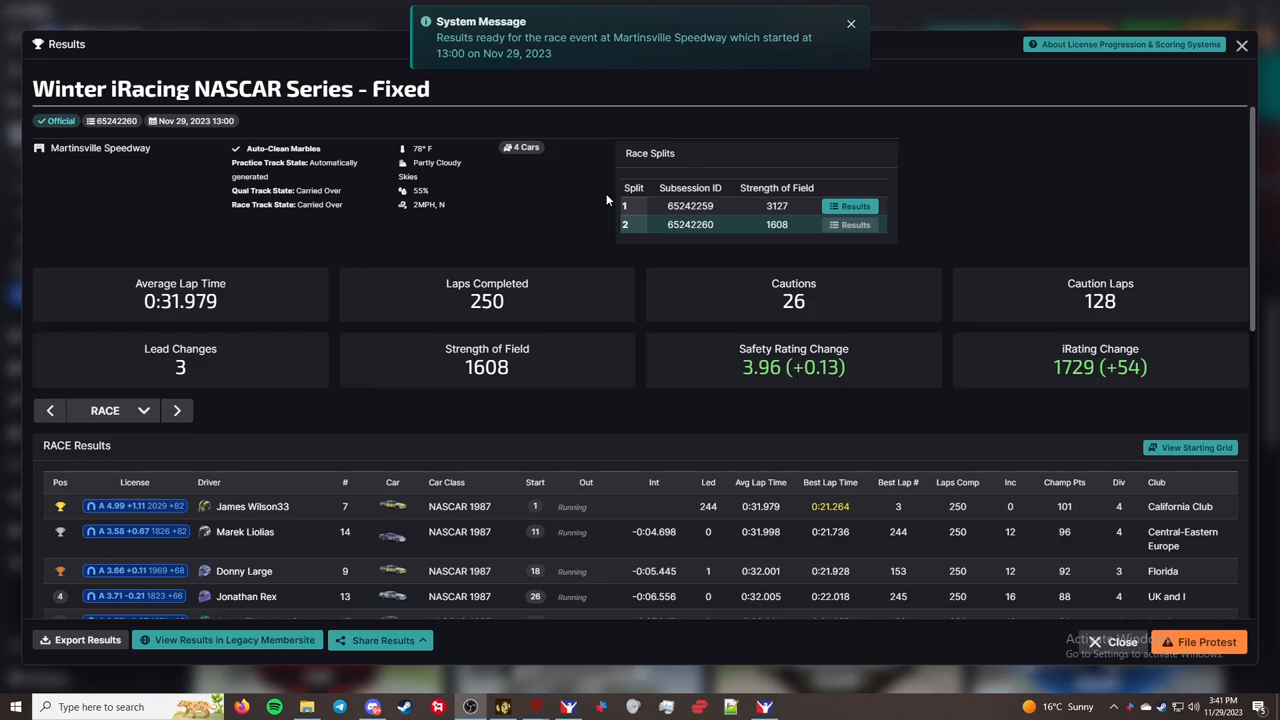 System Message
Results ready for the race event at Martinsville Speedway which started at
13:00 on Nov 29, 2023
Results
About License Progression & Scoring Systems
Winter iRacing NASCAR Series - Fixed
Official 65242260 Nov 29, 2023 13:00
Martinsville Speedway
Auto-Clean Marbles
Practice Track State: Automatically
generated
Qual Track State: Carried Over
Race Track State: Carried Over
78° F
Partly Cloudy
Skies
55%
2MPH, N
4 Cars
Race Splits
Split Subsession ID Strength of Field
1 65242259 3127 Results
2 65242260 1608 Results
Average Lap Time
0:31.979
Laps Completed
250
Cautions
26
Caution Laps
128
Lead Changes
3
Strength of Field
1608
Safety Rating Change
3.96 (+0.13)
iRating Change
1729 (+54)
RACE
RACE Results
View Starting Grid
Pos License Driver # Car Car Class Start Out Int Led Avg Lap Time Best Lap Time Best Lap # Laps Comp Inc Champ Pts Div Club
A 4.99 +1.11 2029 +82 James Wilson33 7 NASCAR 1987 1 Running 244 0:31.979 0:21.264 3 250 0 101 4 California Club
A 3.58 +0.67 1826 +82 Marek Liolias 14 NASCAR 1987 11 Running -0:04.698 0 0:31.998 0:21.736 244 250 12 96 4 Central-Eastern
Europe
A 3.66 +0.11 1969 +68 Donny Large 9 NASCAR 1987 18 Running -0:05.445 1 0:32.001 0:21.928 153 250 12 92 3 Florida
4 A 3.71 -0.21 1823 +66 Jonathan Rex 13 NASCAR 1987 26 Running -0:06.556 0 0:32.005 0:22.018 245 250 16 88 4 UK and I
Export Results
View Results in Legacy Membersite
Share Results
Close
File Protest
Activate Windo
Go to Settings to activate Windows.
Type here to search
16°C Sunny
3:41 PM
11/29/2023